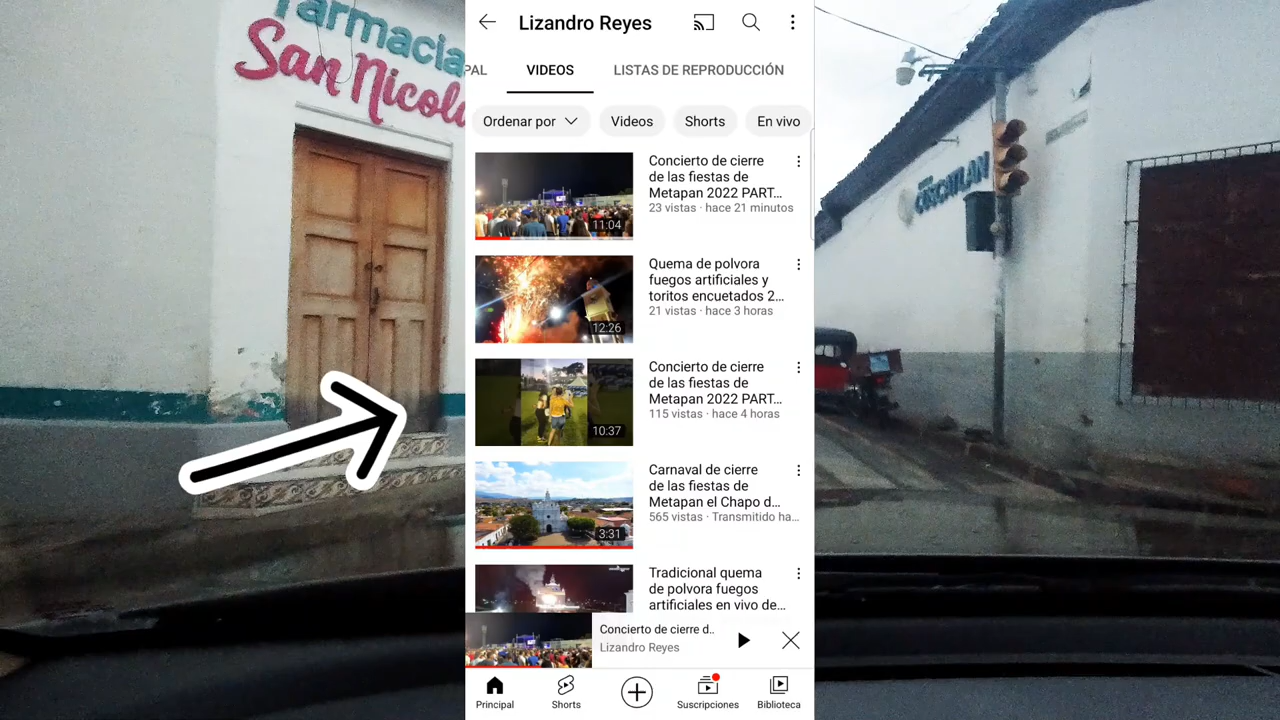 Farmacia
San Nicolá
CUSCATLAN
Lizandro Reyes
PAL
VIDEOS
LISTAS DE REPRODUCCIÓN
Ordenar por
Videos
Shorts
En vivo
Concierto de cierre
de las fiestas de
Metapan 2022 PART...
23 vistas · hace 21 minutos
11:04
Quema de polvora
fuegos artificiales y
toritos encuetados 2...
21 vistas · hace 3 horas
12:26
Concierto de cierre
de las fiestas de
Metapan 2022 PART...
115 vistas · hace 4 horas
10:37
Carnaval de cierre
de las fiestas de
Metapan el Chapo d...
565 vistas · Transmitido ha...
3:31
Tradicional quema
de polvora fuegos
artificiales en vivo de...
Concierto de cierre d..
Lizandro Reyes
Principal
Shorts
Suscripciones
Biblioteca